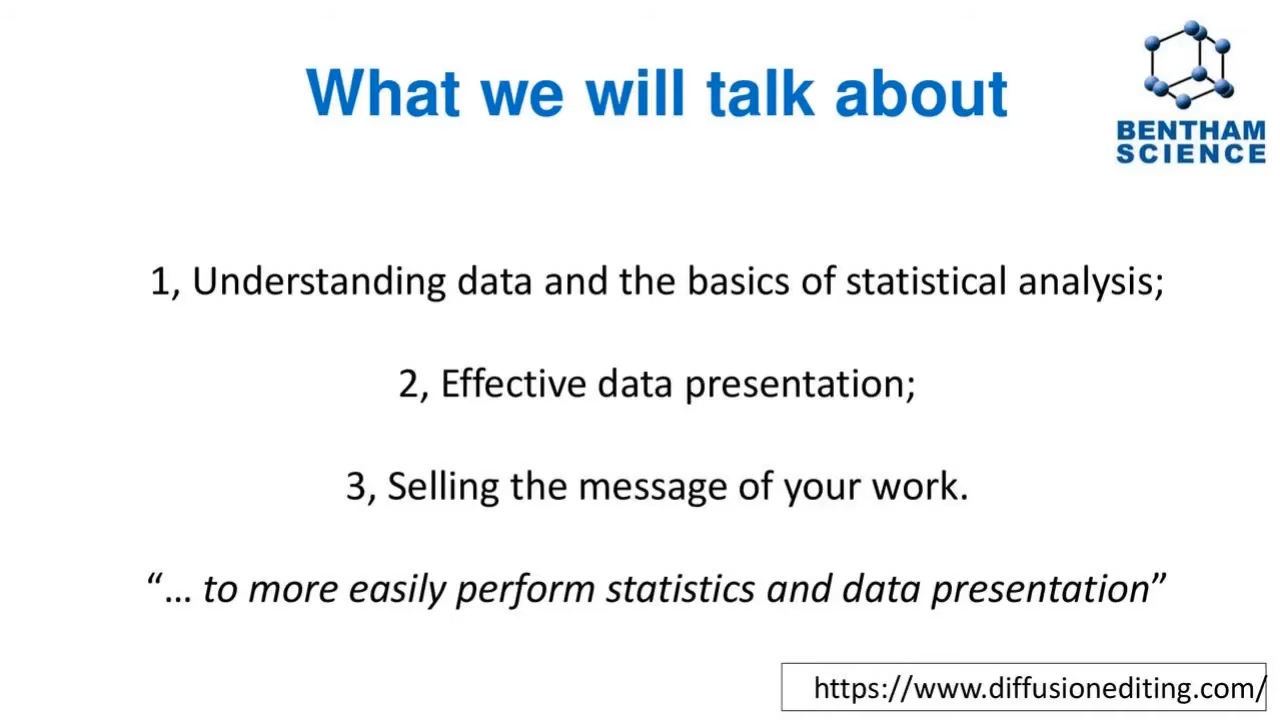 What we will talk about
BENTHAM
SCIENCE
1, Understanding data and the basics of statistical analysis;
2, Effective data presentation;
3, Selling the message of your work.
“… to more easily perform statistics and data presentation”
https://www.diffusionediting.com/